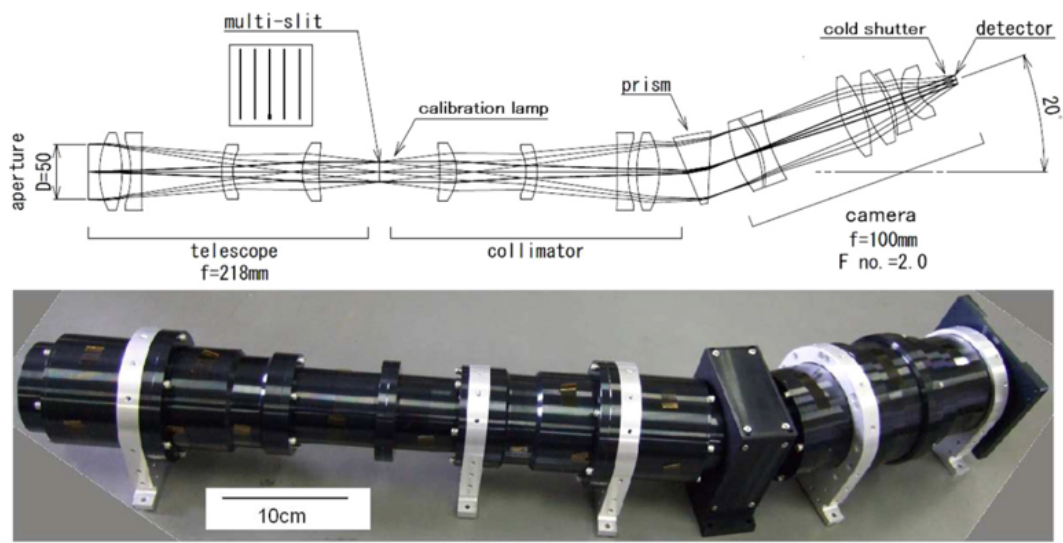 multi-slit
calibration lamp
aperture
D=50
prism
cold shutter
detector
20°
telescope
f=218mm
collimator
camera
f=100mm
F no.=2.0
10cm